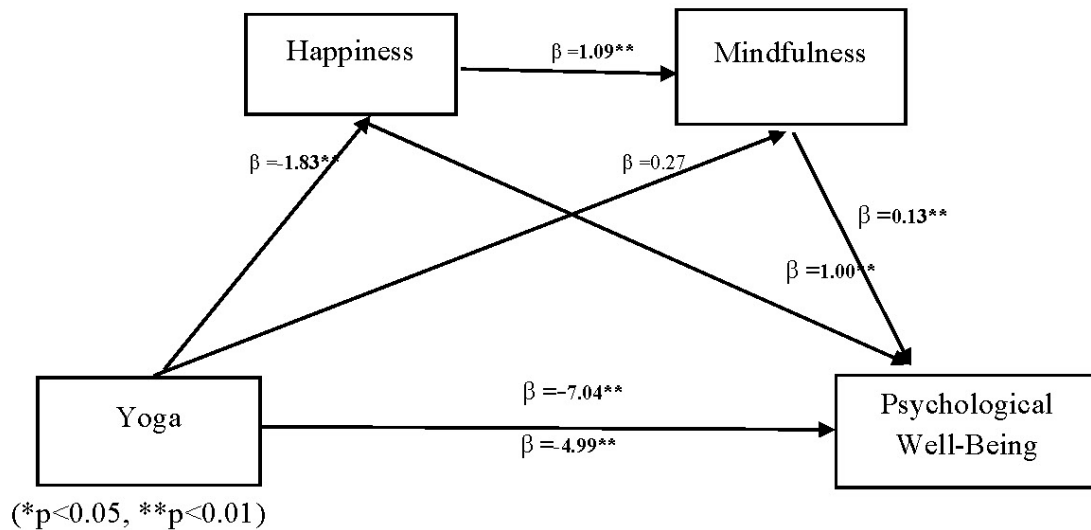 Happiness
β =1.09**
Mindfulness
β =-1.83**
β =0.27
β =0.13**
β =1.00**
β =-7.04**
Yoga
β =-4.99**
Psychological
Well-Being
(*p<0.05, **p<0.01)